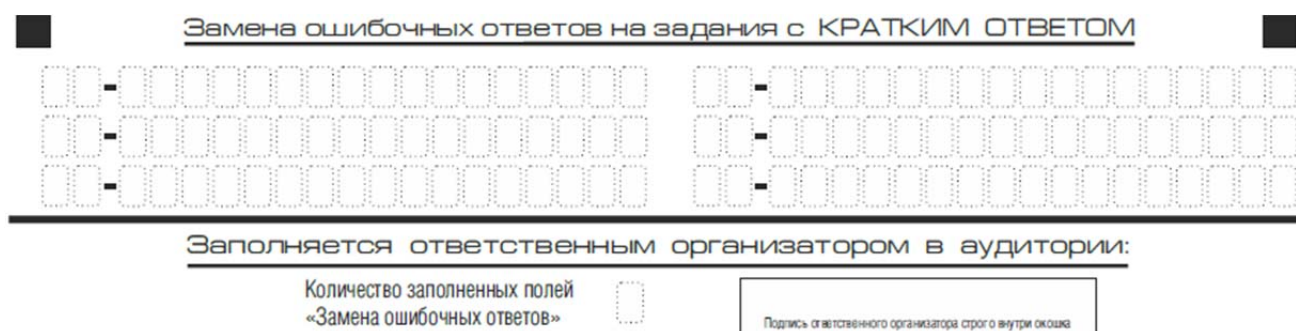 Замена ошибочных ответов на задания с КРАТКИМ ОТВЕТОМ
-
-
-
-
-
-
Заполняется ответственным организатором в аудитории:
Количество заполненных полей
«Замена ошибочных ответов»
Подпись ответственного организатора строго внутри окошка